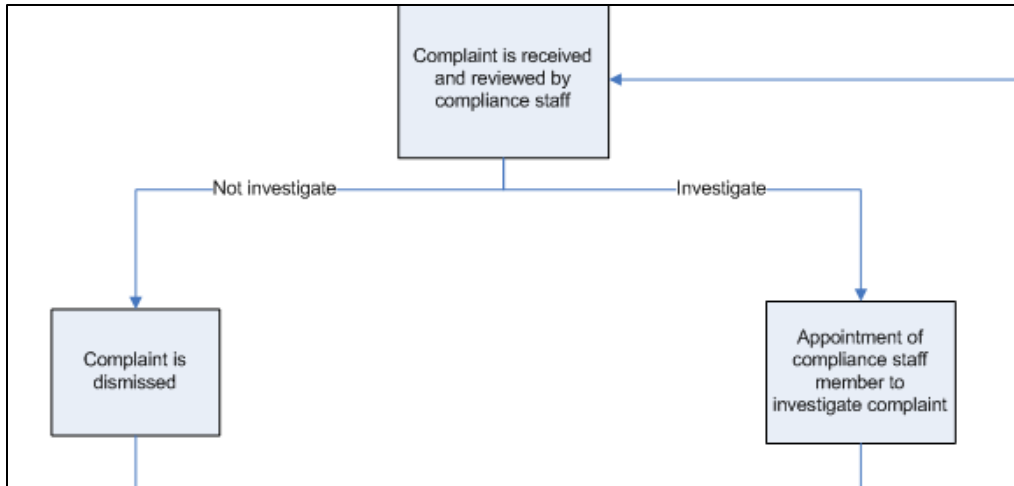 Complaint is received
and reviewed by
compliance staff
Not investigate
Investigate
Complaint is
dismissed
Appointment of
compliance staff
member to
investigate complaint